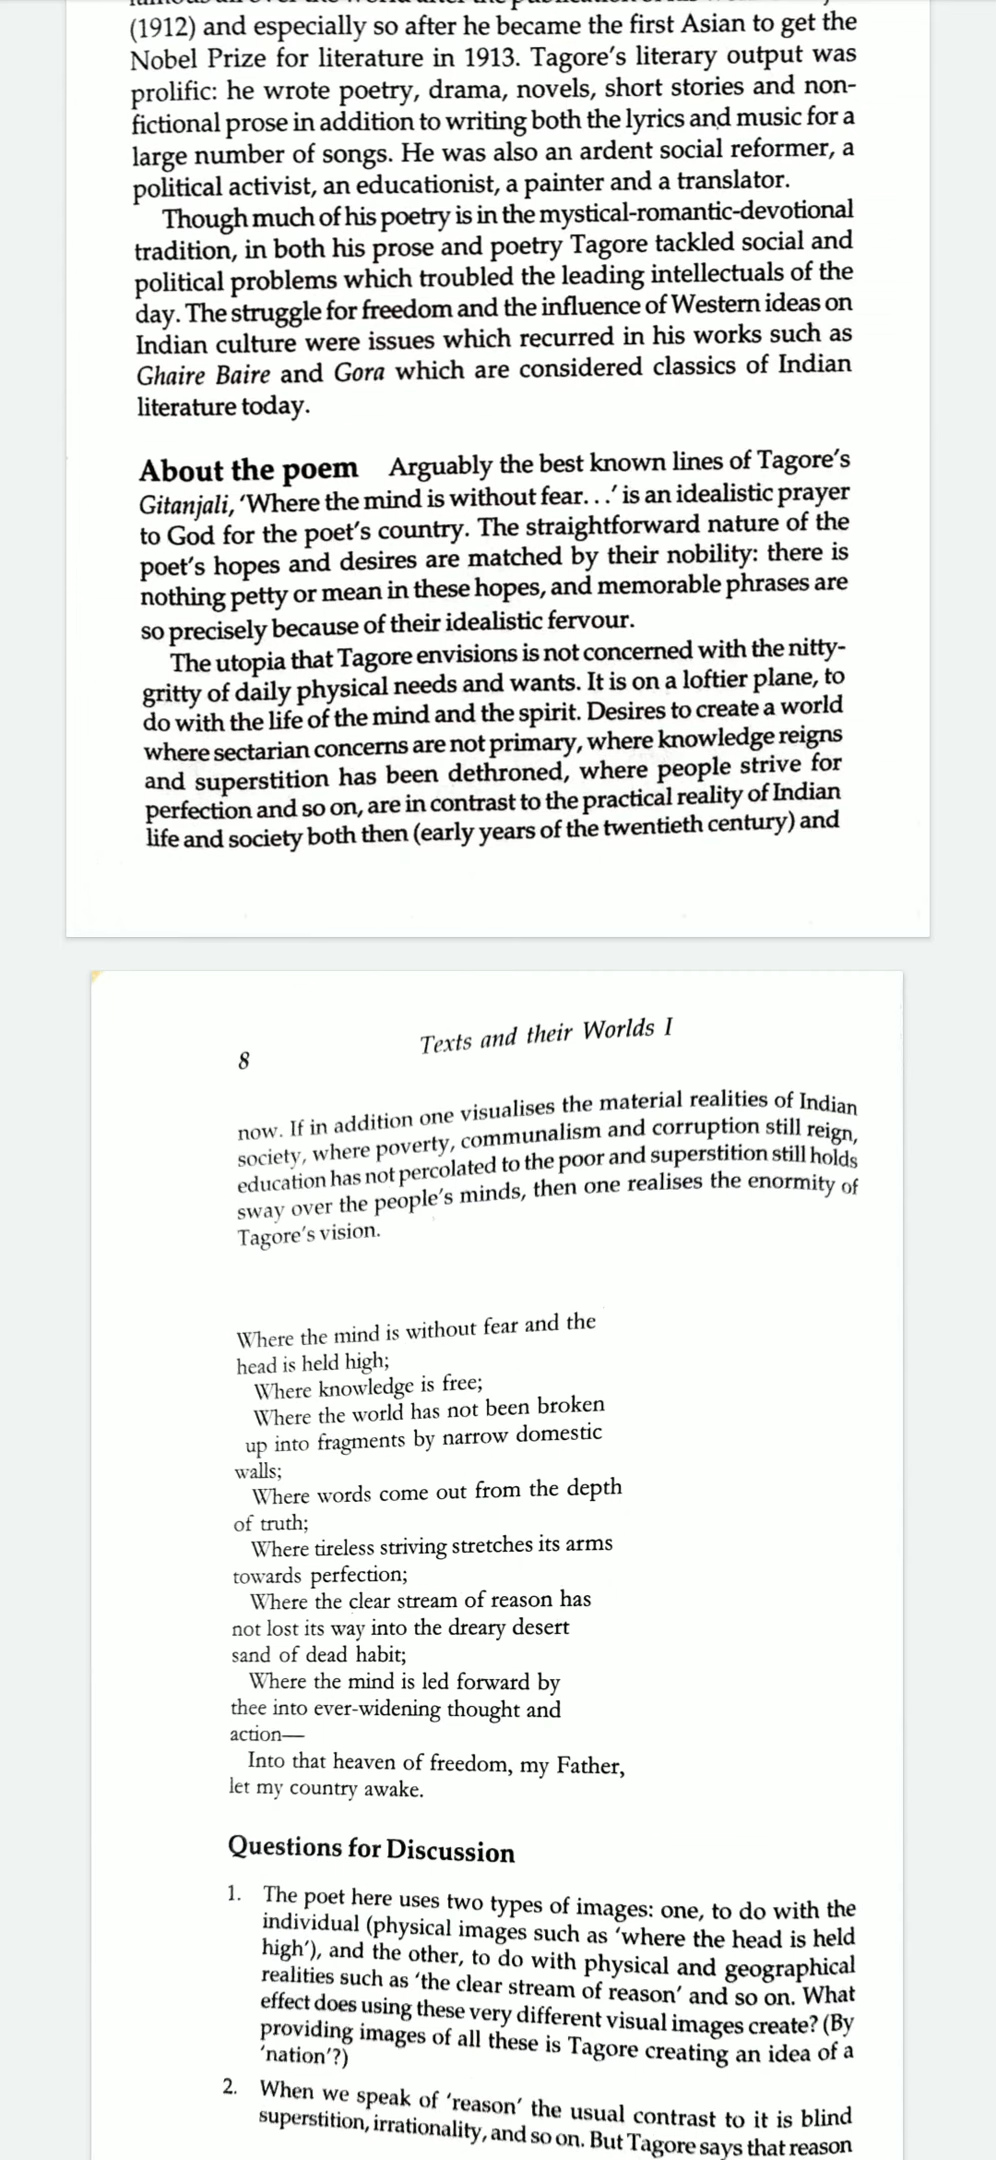 (1912) and especially so after he became the first Asian to get the
Nobel Prize for literature in 1913. Tagore's literary output was
prolific: he wrote poetry, drama, novels, short stories and non-
fictional prose in addition to writing both the lyrics and music for a
large number of songs. He was also an ardent social reformer, a
political activist, an educationist, a painter and a translator.
Though much of his poetry is in the mystical-romantic-devotional
tradition, in both his prose and poetry Tagore tackled social and
political problems which troubled the leading intellectuals of the
day. The struggle for freedom and the influence of Western ideas on
Indian culture were issues which recurred in his works such as
Ghaire Baire and Gora which are considered classics of Indian
literature today.
About the poem Arguably the best known lines of Tagore's
Gitanjali, 'Where the mind is without fear. . .' is an idealistic prayer
to God for the poet's country. The straightforward nature of the
poet's hopes and desires are matched by their nobility: there is
nothing petty or mean in these hopes, and memorable phrases are
so precisely because of their idealistic fervour.
The utopia that Tagore envisions is not concerned with the nitty-
gritty of daily physical needs and wants. It is on a loftier plane, to
do with the life of the mind and the spirit. Desires to create a world
where sectarian concerns are not primary, where knowledge reigns
and superstition has been dethroned, where people strive for
perfection and so on, are in contrast to the practical reality of Indian
life and society both then (early years of the twentieth century) and
8 Texts and their Worlds I
now. If in addition one visualises the material realities of Indian
society, where poverty, communalism and corruption still reign,
education has not percolated to the poor and superstition still holds
sway over the people's minds, then one realises the enormity of
Tagore's vision.
Where the mind is without fear and the
head is held high;
Where knowledge is free;
Where the world has not been broken
up into fragments by narrow domestic
walls;
Where words come out from the depth
of truth;
Where tireless striving stretches its arms
towards perfection;
Where the clear stream of reason has
not lost its way into the dreary desert
sand of dead habit;
Where the mind is led forward by
thee into ever-widening thought and
action—
Into that heaven of freedom, my Father,
let my country awake.
Questions for Discussion
1. The poet here uses two types of images: one, to do with the
individual (physical images such as 'where the head is held
high'), and the other, to do with physical and geographical
realities such as 'the clear stream of reason' and so on. What
effect does using these very different visual images create? (By
providing images of all these is Tagore creating an idea of a
'nation'?)
2. When we speak of 'reason' the usual contrast to it is blind
superstition, irrationality, and so on. But Tagore says that reason